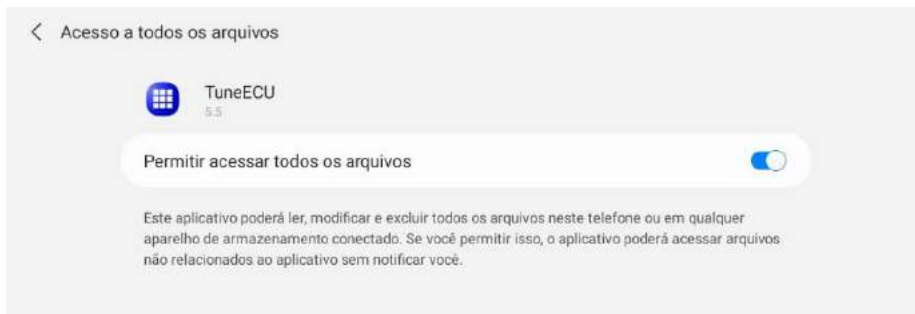 Acesso a todos os arquivos
TuneECU
5.5
Permitir acessar todos os arquivos
Este aplicativo poderá ler, modificar e excluir todos os arquivos neste telefone ou em qualquer
aparelho de armazenamento conectado. Se você permitir isso, o aplicativo poderá acessar arquivos
não relacionados ao aplicativo sem notificar você.